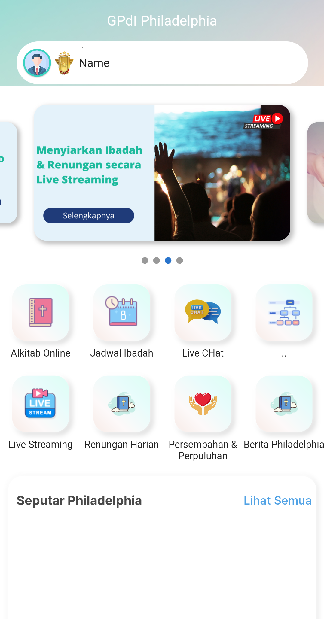 GPdI Philadelphia
Name
Menyiarkan Ibadah
& Renungan secara
Live Streaming
Selengkapnya
LIVE
STREAMING
Alkitab Online
Jadwal Ibadah
Live CHat
..
LIVE
STREAM
Live Streaming
Renungan Harian
Persembahan &
Perpuluhan
Berita Philadelphia
Seputar Philadelphia
Lihat Semua